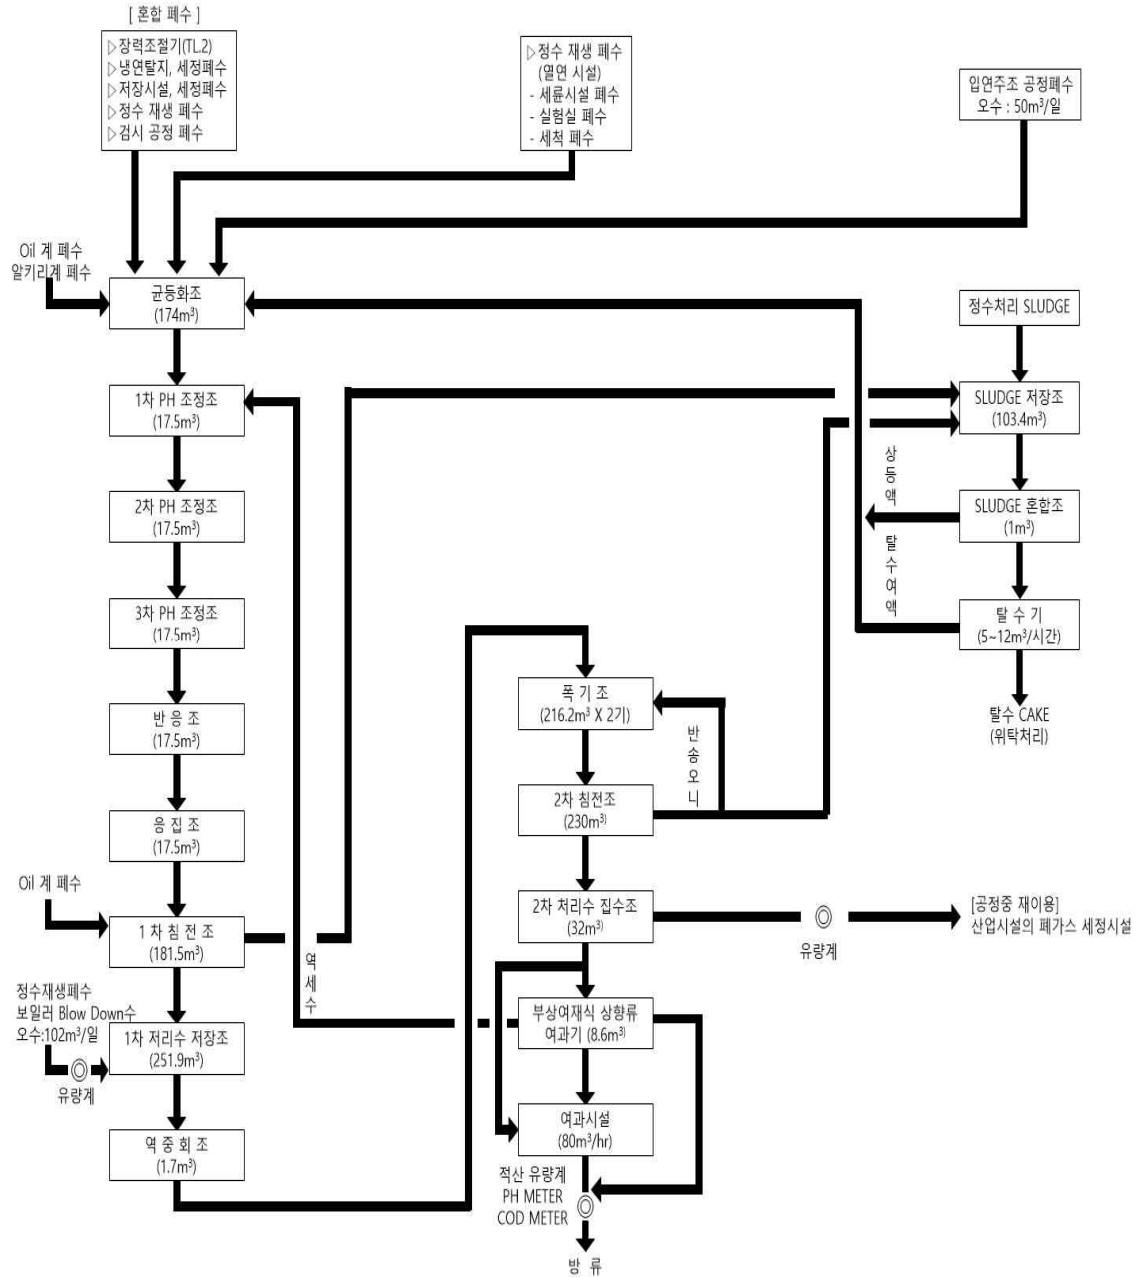 [ 혼합 폐수 ]
▷장력조절기(TL.2)
▷냉연탈지, 세정폐수
▷저장시설, 세정폐수
▷정수 재생 폐수
▷검시 공정 폐수
▷정수 재생 폐수
(열연 시설)
- 세륜시설 폐수
- 실험실 폐수
- 세척 폐수
입연주조 공정폐수
오수 : 50m³/일
Oil 계 폐수
알키리계 폐수
균등화조
(174m³)
정수처리 SLUDGE
1차 PH 조정조
(17.5m³)
SLUDGE 저장조
(103.4m³)
상등액
2차 PH 조정조
(17.5m³)
SLUDGE 혼합조
(1m³)
탈수여액
3차 PH 조정조
(17.5m³)
탈 수 기
(5~12m³/시간)
폭 기 조
(216.2m³ X 2기)
탈수 CAKE
(위탁처리)
반 응 조
(17.5m³)
반송오니
2차 침전조
(230m³)
응 집 조
(17.5m³)
Oil 계 폐수
2차 처리수 집수조
(32m³)
유량계
[공정중 재이용]
산업시설의 폐가스 세정시설
1 차 침 전 조
(181.5m³)
역세수
정수재생폐수
보일러 Blow Down수
오수:102m³/일
유량계
1차 저리수 저장조
(251.9m³)
부상여재식 상향류
여과기 (8.6m³)
여과시설
(80m³/hr)
역 중 회 조
(1.7m³)
적산 유량계
PH METER
COD METER
방 류